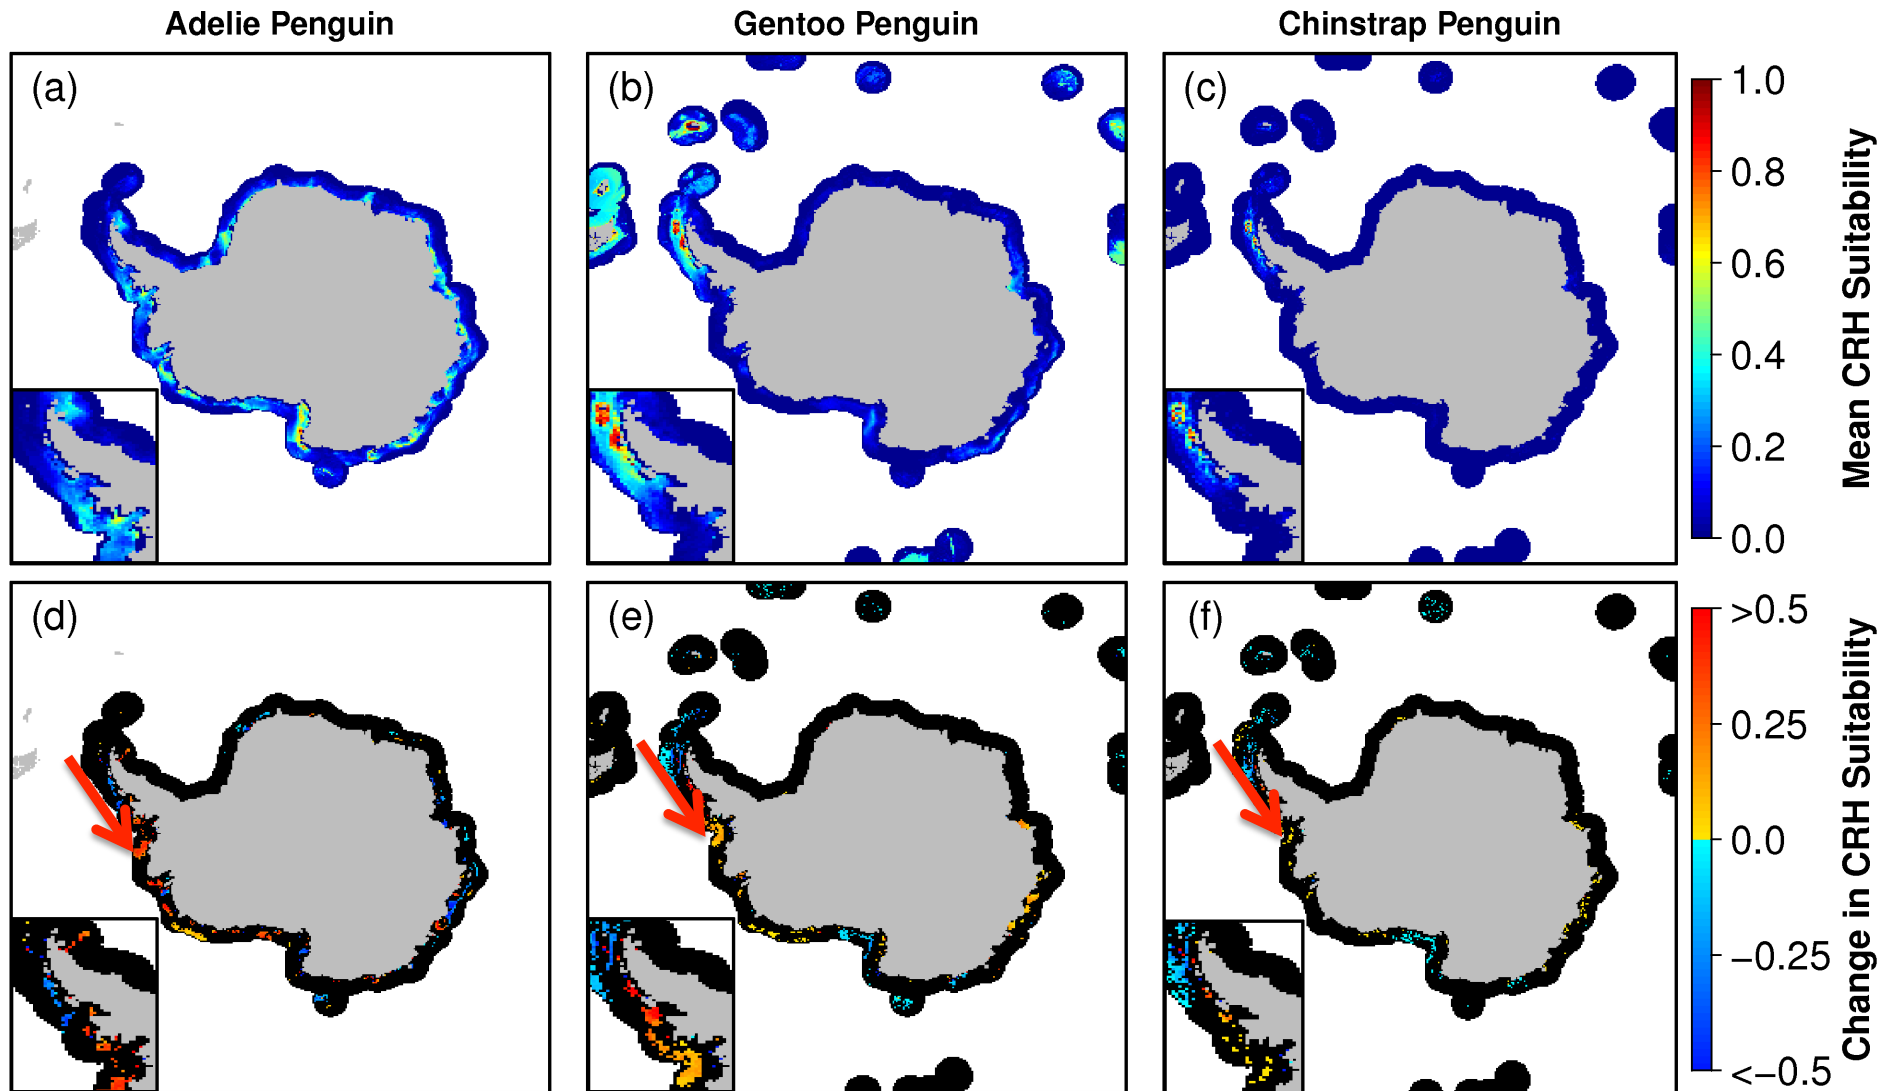 Adelie Penguin
Gentoo Penguin
Chinstrap Penguin
(a)
(b)
(c)
1.0
0.8
0.6
0.4
0.2
0.0
Mean CRH Suitability
(d)
(e)
(f)
>0.5
0.25
0.0
−0.25
<−0.5
Change in CRH Suitability